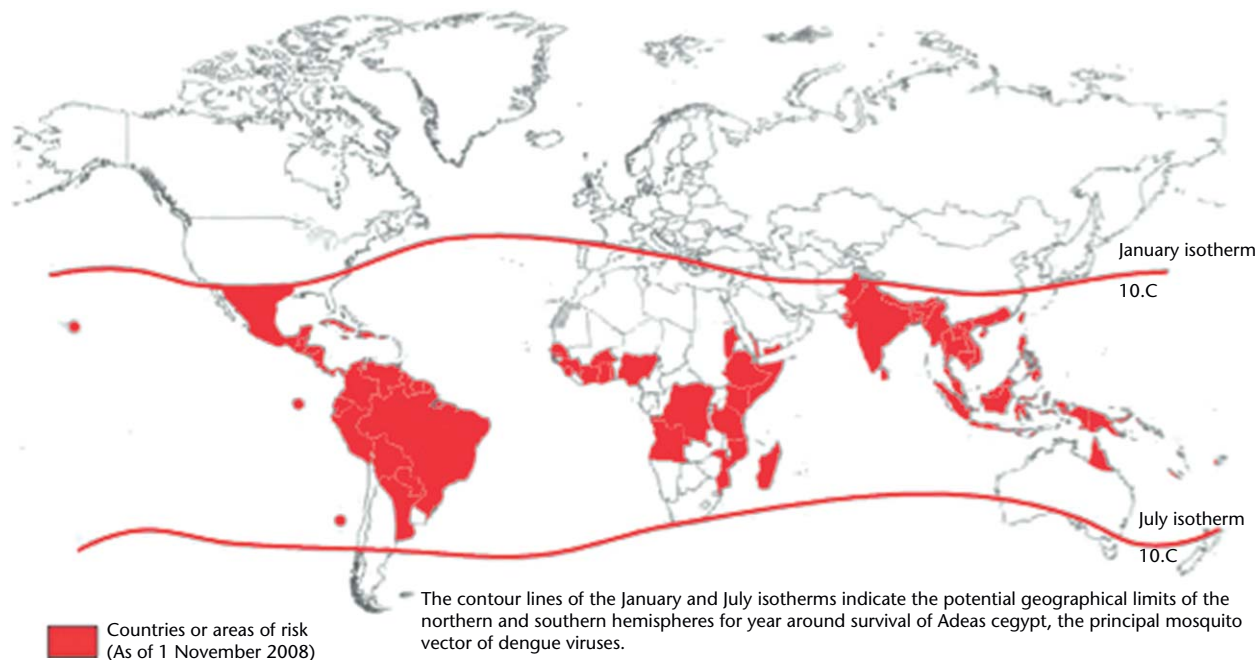 January isotherm
10.C
July isotherm
10.C
The contour lines of the January and July isotherms indicate the potential geographical limits of the
northern and southern hemispheres for year around survival of Adeas cegypt, the principal mosquito
vector of dengue viruses.
Countries or areas of risk
(As of 1 November 2008)